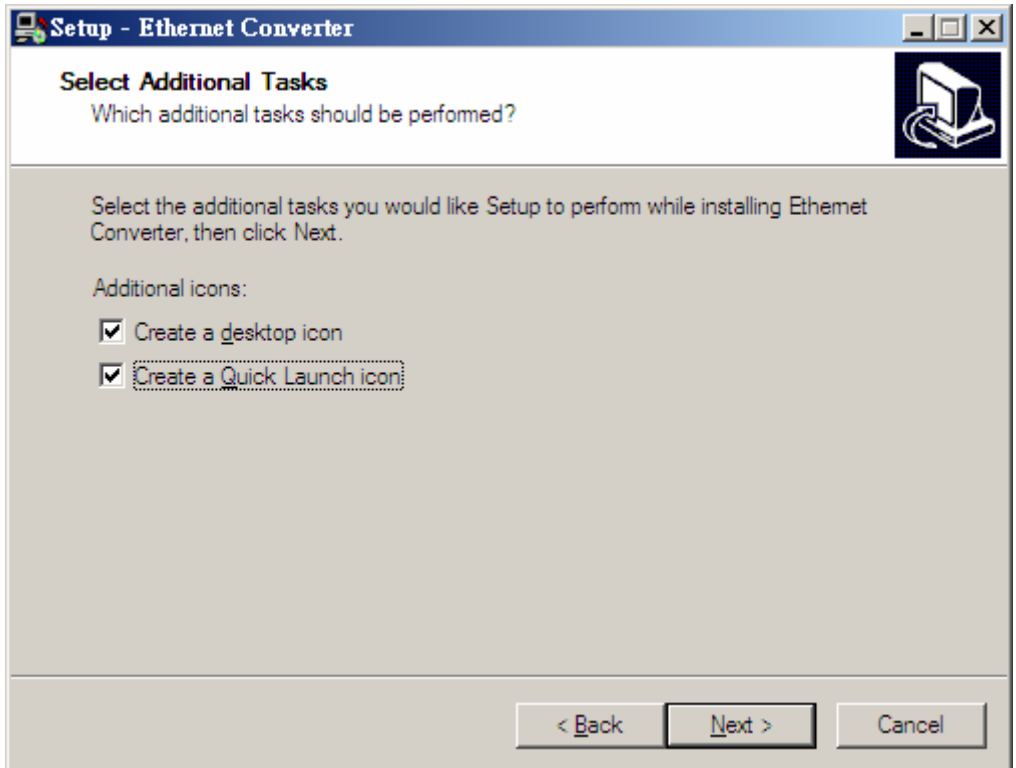 Setup - Ethernet Converter
Select Additional Tasks
Which additional tasks should be performed?
Select the additional tasks you would like Setup to perform while installing Ethernet
Converter, then click Next.
Additional icons:
Create a desktop icon
Create a Quick Launch icon
< Back Next > Cancel